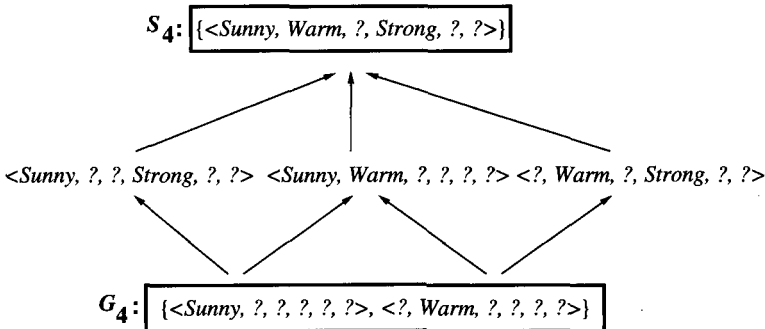 S4: {<Sunny, Warm, ?, Strong, ?, ?>}
<Sunny, ?, ?, Strong, ?, ?> <Sunny, Warm, ?, ?, ?, ?> <?, Warm, ?, Strong, ?, ?>
G4: {<Sunny, ?, ?, ?, ?, ?>, <?, Warm, ?, ?, ?, ?>}